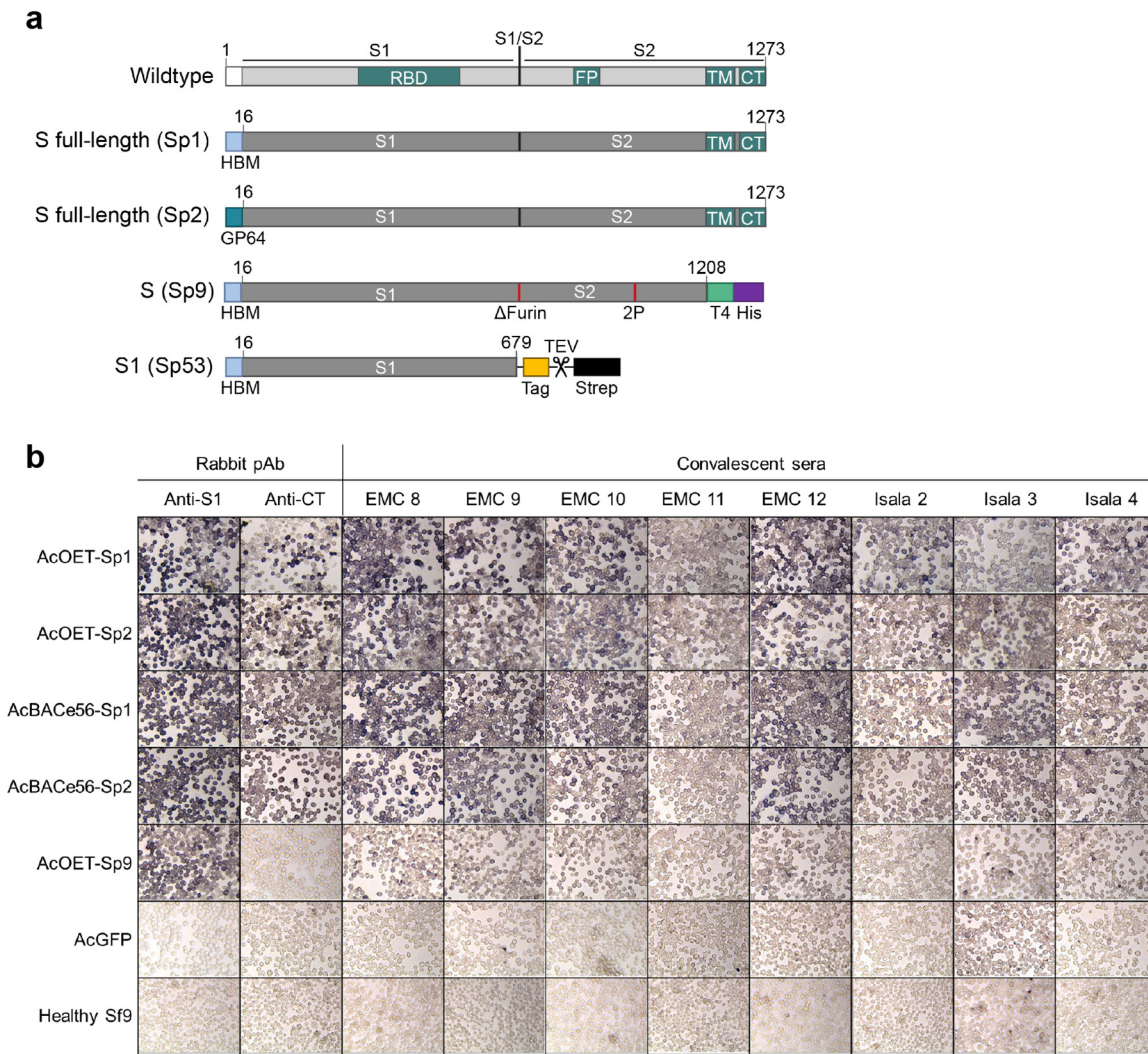 a
S1/S2
1 S1 S2 1273
Wildtype RBD FP TM CT
16 1273
S full-length (Sp1) S1 S2 TM CT
HBM
16 1273
S full-length (Sp2) S1 S2 TM CT
GP64
16 1208
S (Sp9) S1 S2
HBM ΔFurin 2P T4 His
16 679 TEV
S1 (Sp53) S1
HBM Tag Strep
b
Rabbit pAb Convalescent sera
Anti-S1 Anti-CT EMC 8 EMC 9 EMC 10 EMC 11 EMC 12 Isala 2 Isala 3 Isala 4
AcOET-Sp1
AcOET-Sp2
AcBACe56-Sp1
AcBACe56-Sp2
AcOET-Sp9
AcGFP
Healthy Sf9